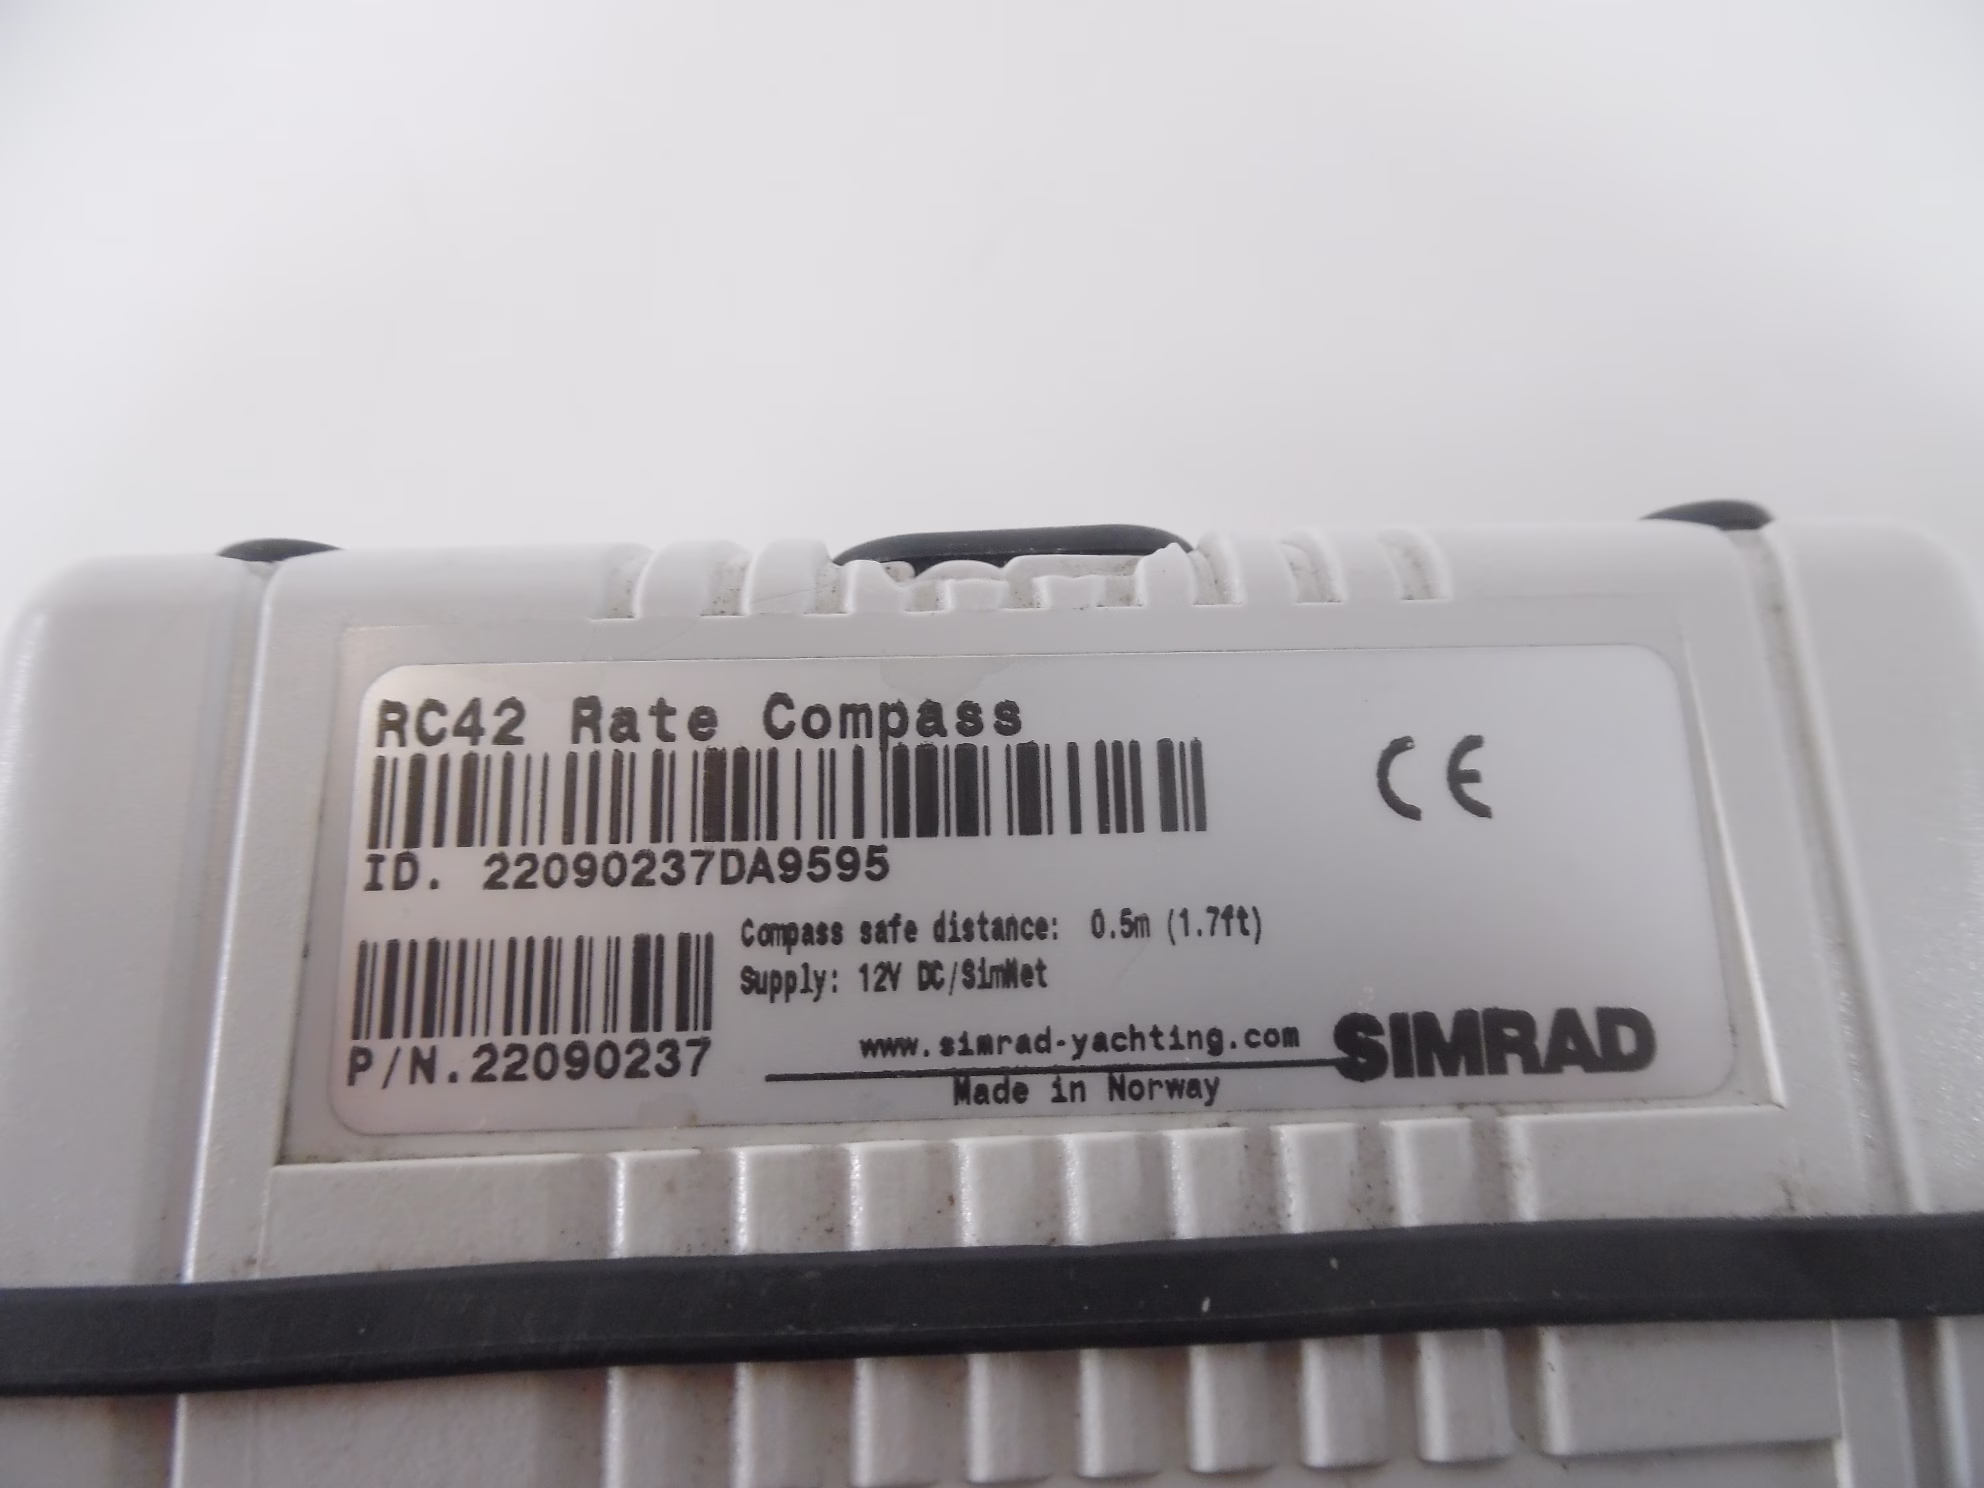 RC42 Rate Compass
CE
ID. 22090237DA9595
Compass safe distance: 0.5m (1.7ft)
Supply: 12V DC/SimNet
P/N.22090237
www.simrad-yachting.com
SIMRAD
Made in Norway